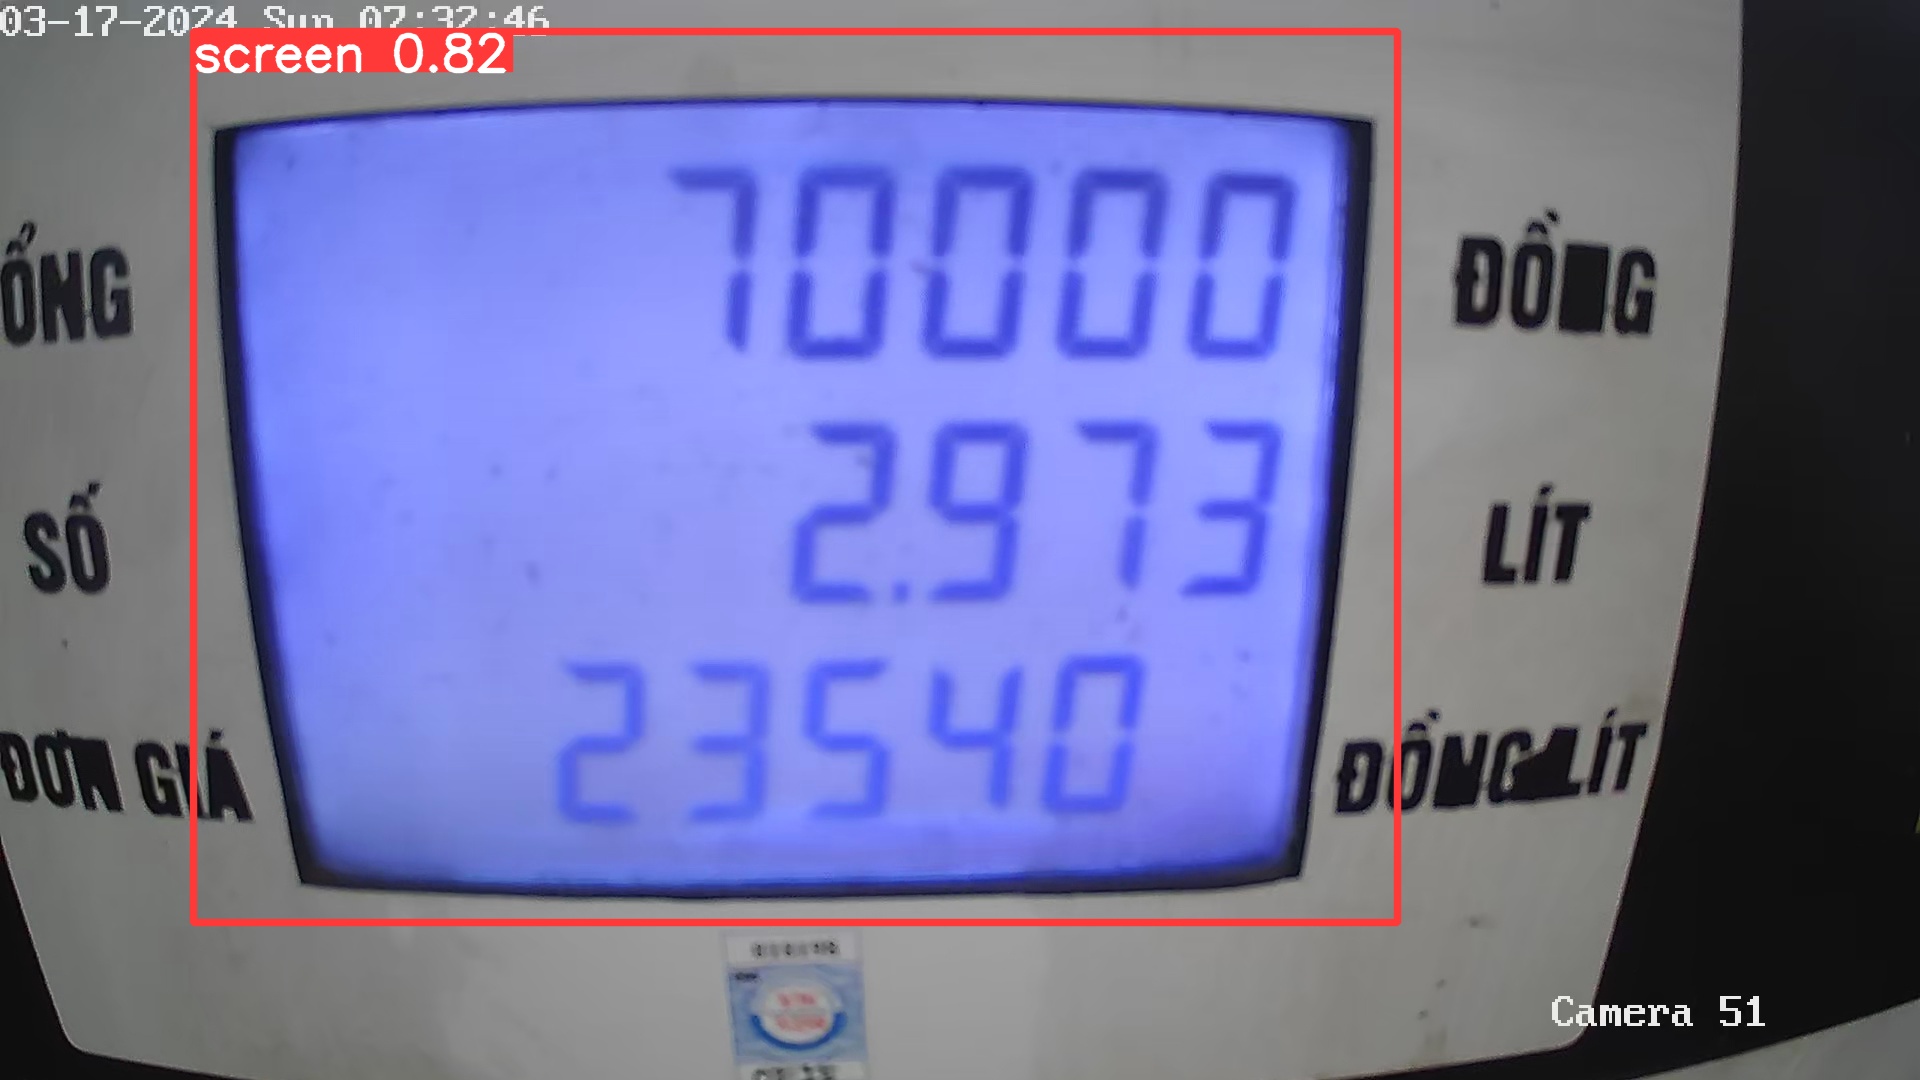 03-17-2024 Sun 07:32:46
screen 0.82
70000
ỔNG ĐỒNG
2.973
SỐ LÍT
23540
ĐƠN GIÁ ĐỒNG/LÍT
Camera 51